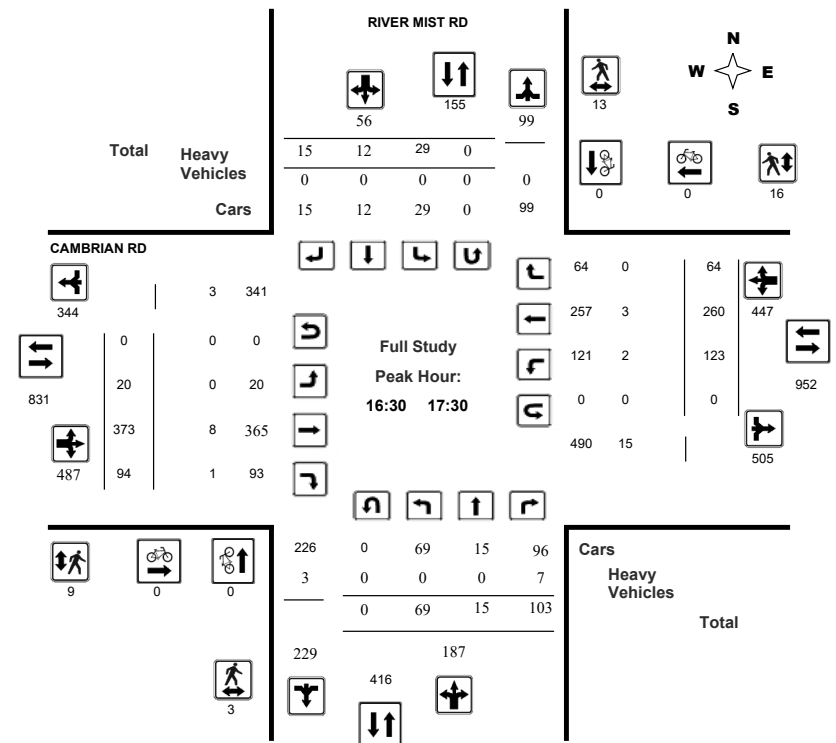 RIVER MIST RD
N
W E
S
56
155
99
13
Total
Heavy
Vehicles
Cars
15 12 29 0
0 0 0 0 0
15 12 29 0 99
0 0 16
CAMBRIAN RD
344
3 341
831
0 0 0
20 0 20
373 8 365
487
94 1 93
Full Study
Peak Hour:
16:30 17:30
64 0 64
257 3 260 447
121 2 123
952
0 0 0
490 15
505
9 0 0
226 0 69 15 96
3 0 0 0 7
0 69 15 103
229
187
416
3
Cars
Heavy
Vehicles
Total